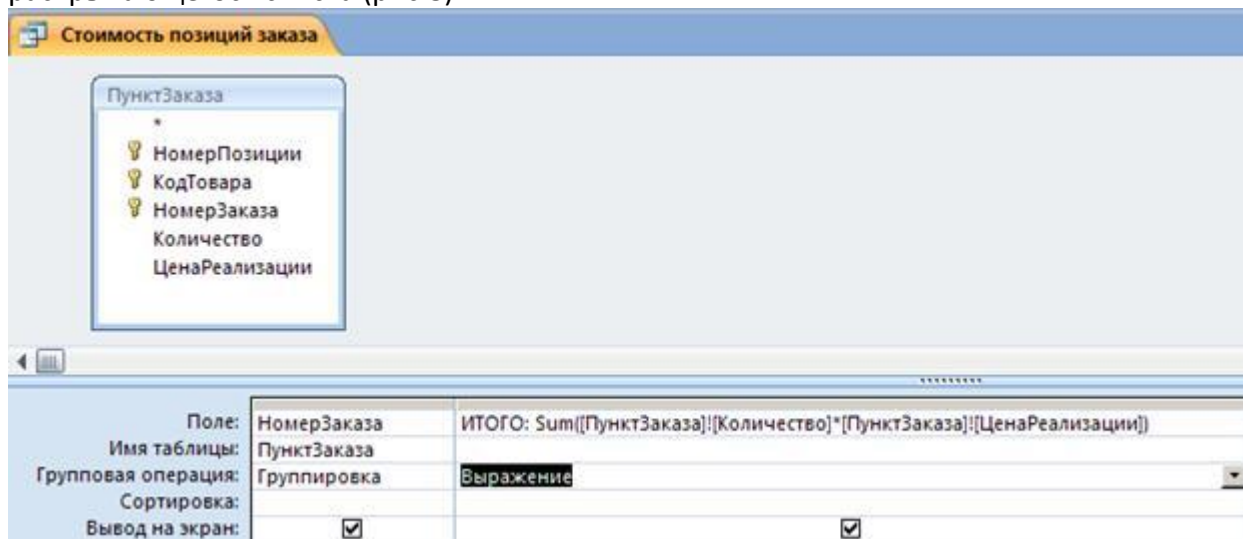 Стоимость позиций заказа
ПунктЗаказа
*
НомерПозиции
КодТовара
НомерЗаказа
Количество
ЦенаРеализации
Поле: НомерЗаказа ИТОГО: Sum([ПунктЗаказа]![Количество]*[ПунктЗаказа]![ЦенаРеализации])
Имя таблицы: ПунктЗаказа
Групповая операция: Группировка Выражение
Сортировка:
Вывод на экран: